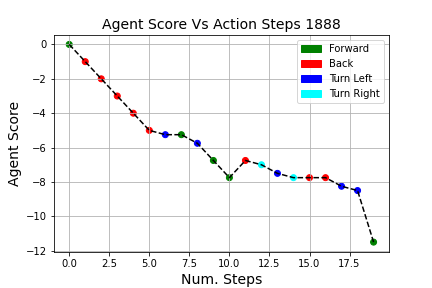 Agent Score Vs Action Steps 1888
Forward
Back
Turn Left
Turn Right
0
−2
−4
−6
−8
−10
−12
Agent Score
0.0 2.5 5.0 7.5 10.0 12.5 15.0 17.5
Num. Steps